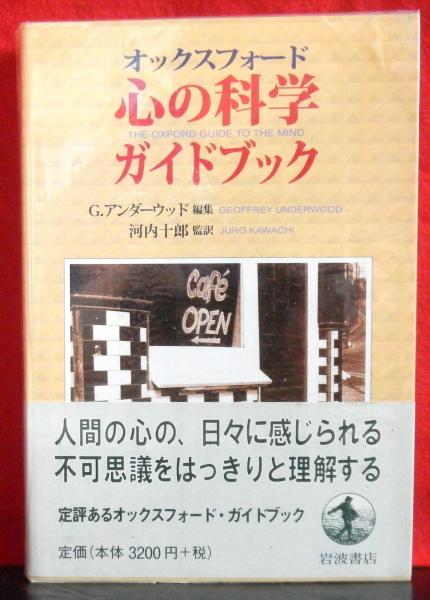 オックスフォード
心の科学
THE OXFORD GUIDE TO THE MIND
ガイドブック
G.アンダーウッド 編集 GEOFFREY UNDERWOOD
河内十郎 監訳 JURO KAWACHI
Café
OPEN
人間の心の、日々に感じられる
不可思議をはっきりと理解する
定評あるオックスフォード・ガイドブック
定価(本体 3200円+税)
岩波書店